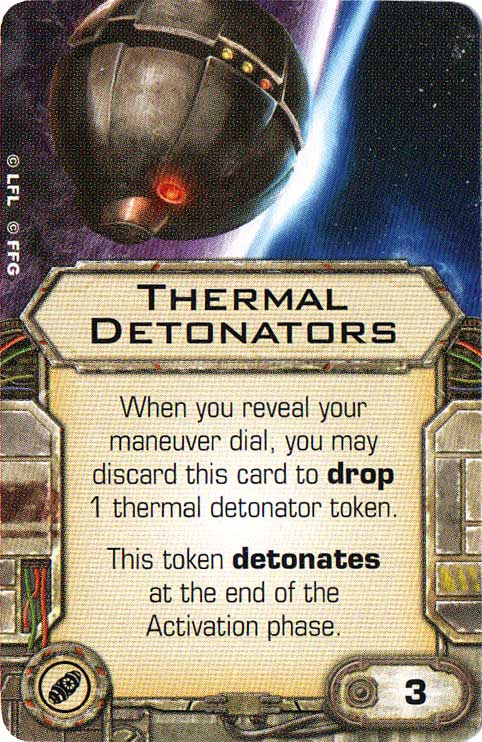 © LFL © FFG
THERMAL
DETONATORS
When you reveal your
maneuver dial, you may
discard this card to drop
1 thermal detonator token.
This token detonates
at the end of the
Activation phase.
3